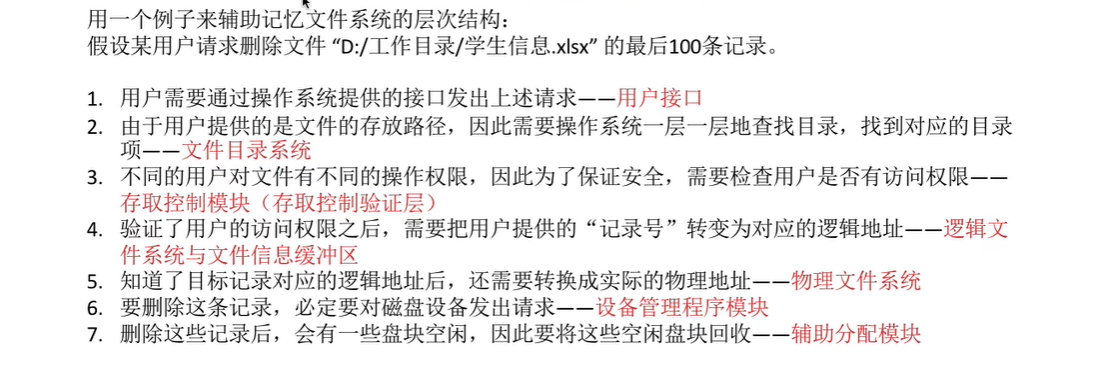 用一个例子来辅助记忆文件系统的层次结构：
假设某用户请求删除文件 “D:/工作目录/学生信息.xlsx” 的最后100条记录。
1. 用户需要通过操作系统提供的接口发出上述请求——用户接口
2. 由于用户提供的是文件的存放路径，因此需要操作系统一层一层地查找目录，找到对应的目录
项——文件目录系统
3. 不同的用户对文件有不同的操作权限，因此为了保证安全，需要检查用户是否有访问权限——
存取控制模块（存取控制验证层）
4. 验证了用户的访问权限之后，需要把用户提供的“记录号”转变为对应的逻辑地址——逻辑文
件系统与文件信息缓冲区
5. 知道了目标记录对应的逻辑地址后，还需要转换成实际的物理地址——物理文件系统
6. 要删除这条记录，必定要对磁盘设备发出请求——设备管理程序模块
7. 删除这些记录后，会有一些盘块空闲，因此要将这些空闲盘块回收——辅助分配模块